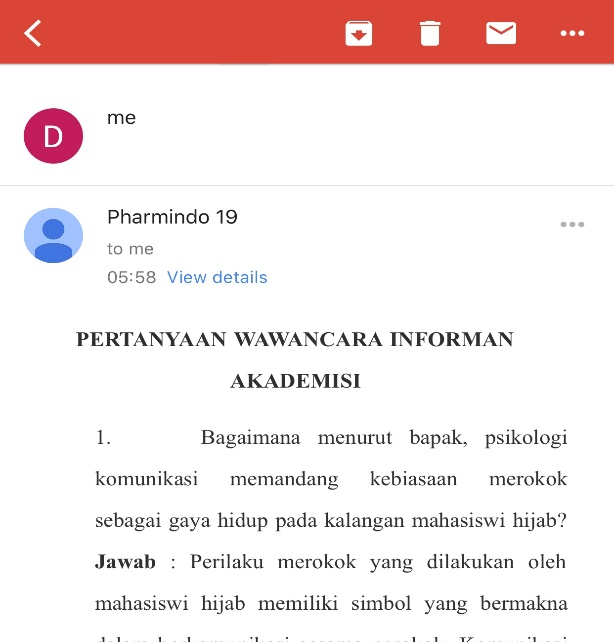 D
me
Pharmindo 19
to me
05:58 View details
PERTANYAAN WAWANCARA INFORMAN
AKADEMISI
1. Bagaimana menurut bapak, psikologi
komunikasi memandang kebiasaan merokok
sebagai gaya hidup pada kalangan mahasiswi hijab?
Jawab : Perilaku merokok yang dilakukan oleh
mahasiswi hijab memiliki simbol yang bermakna